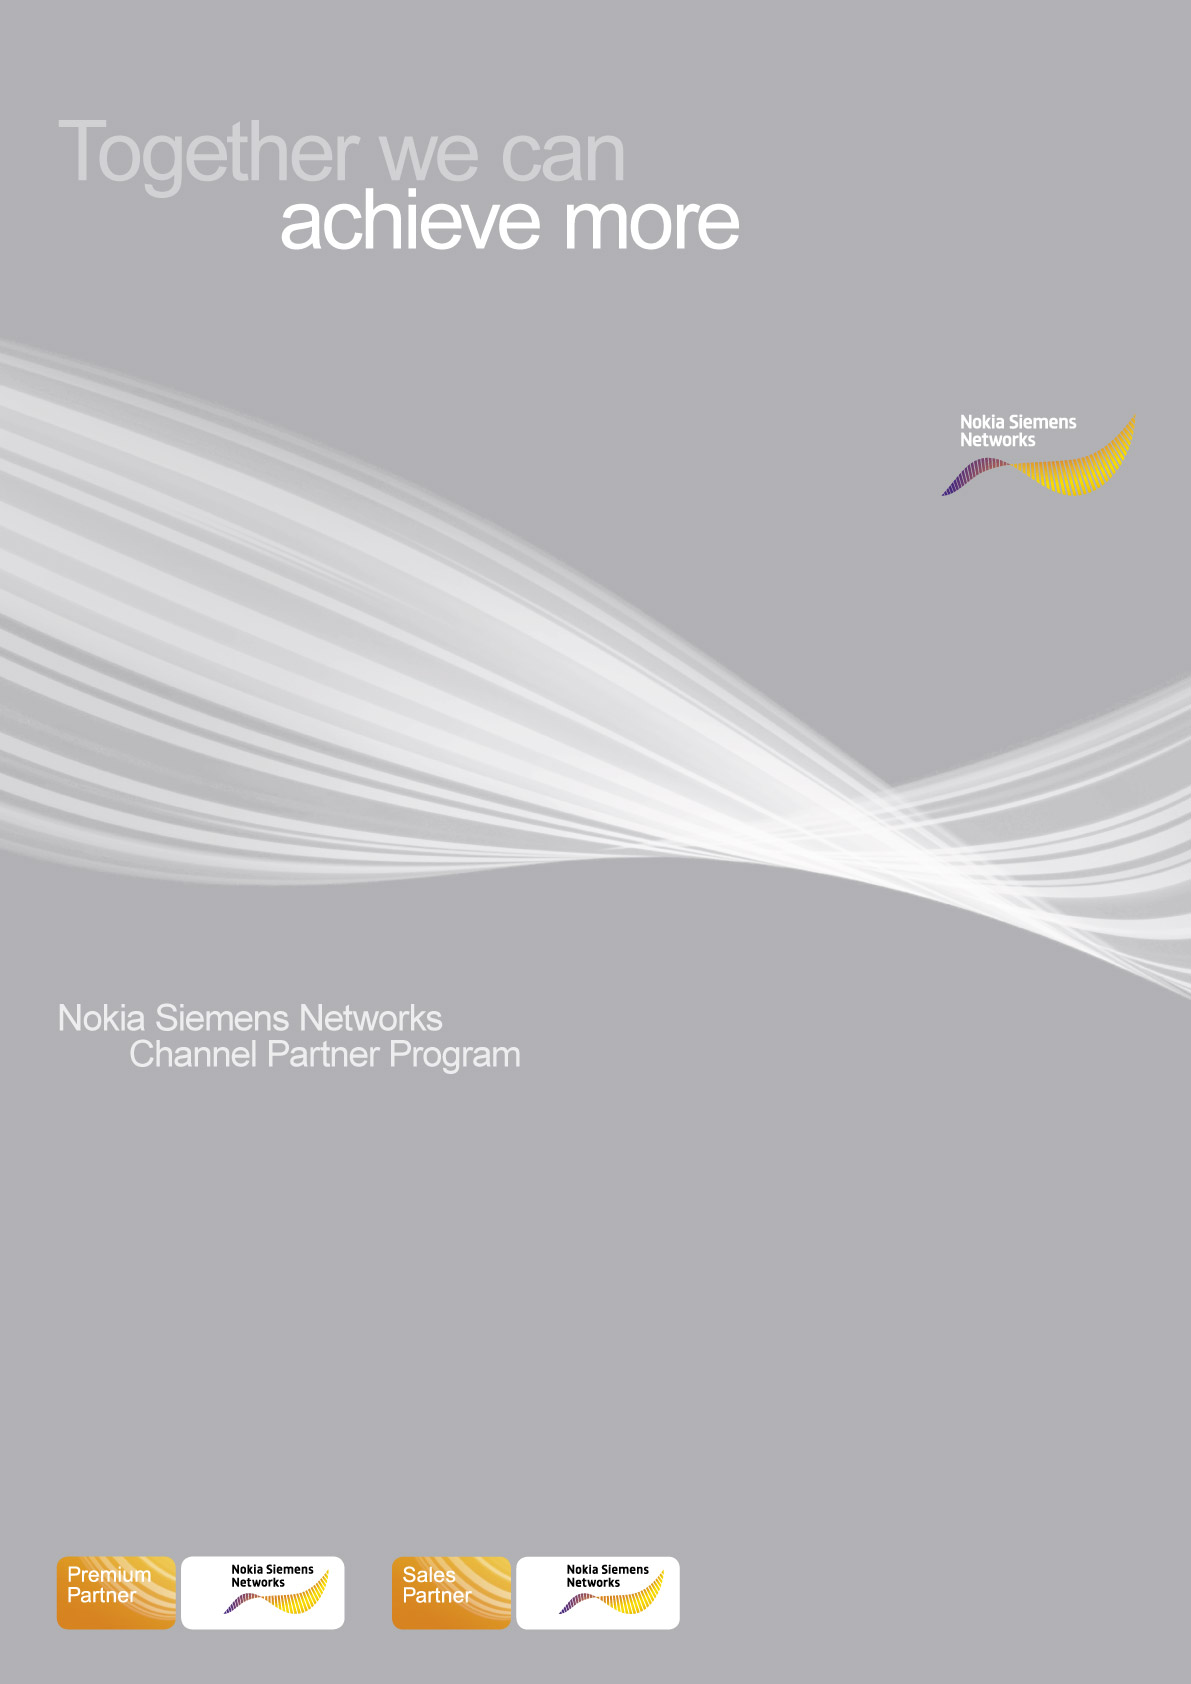 Together we can
achieve more
Nokia Siemens
Networks
Nokia Siemens Networks
Channel Partner Program
Premium
Partner
Nokia Siemens
Networks
Sales
Partner
Nokia Siemens
Networks